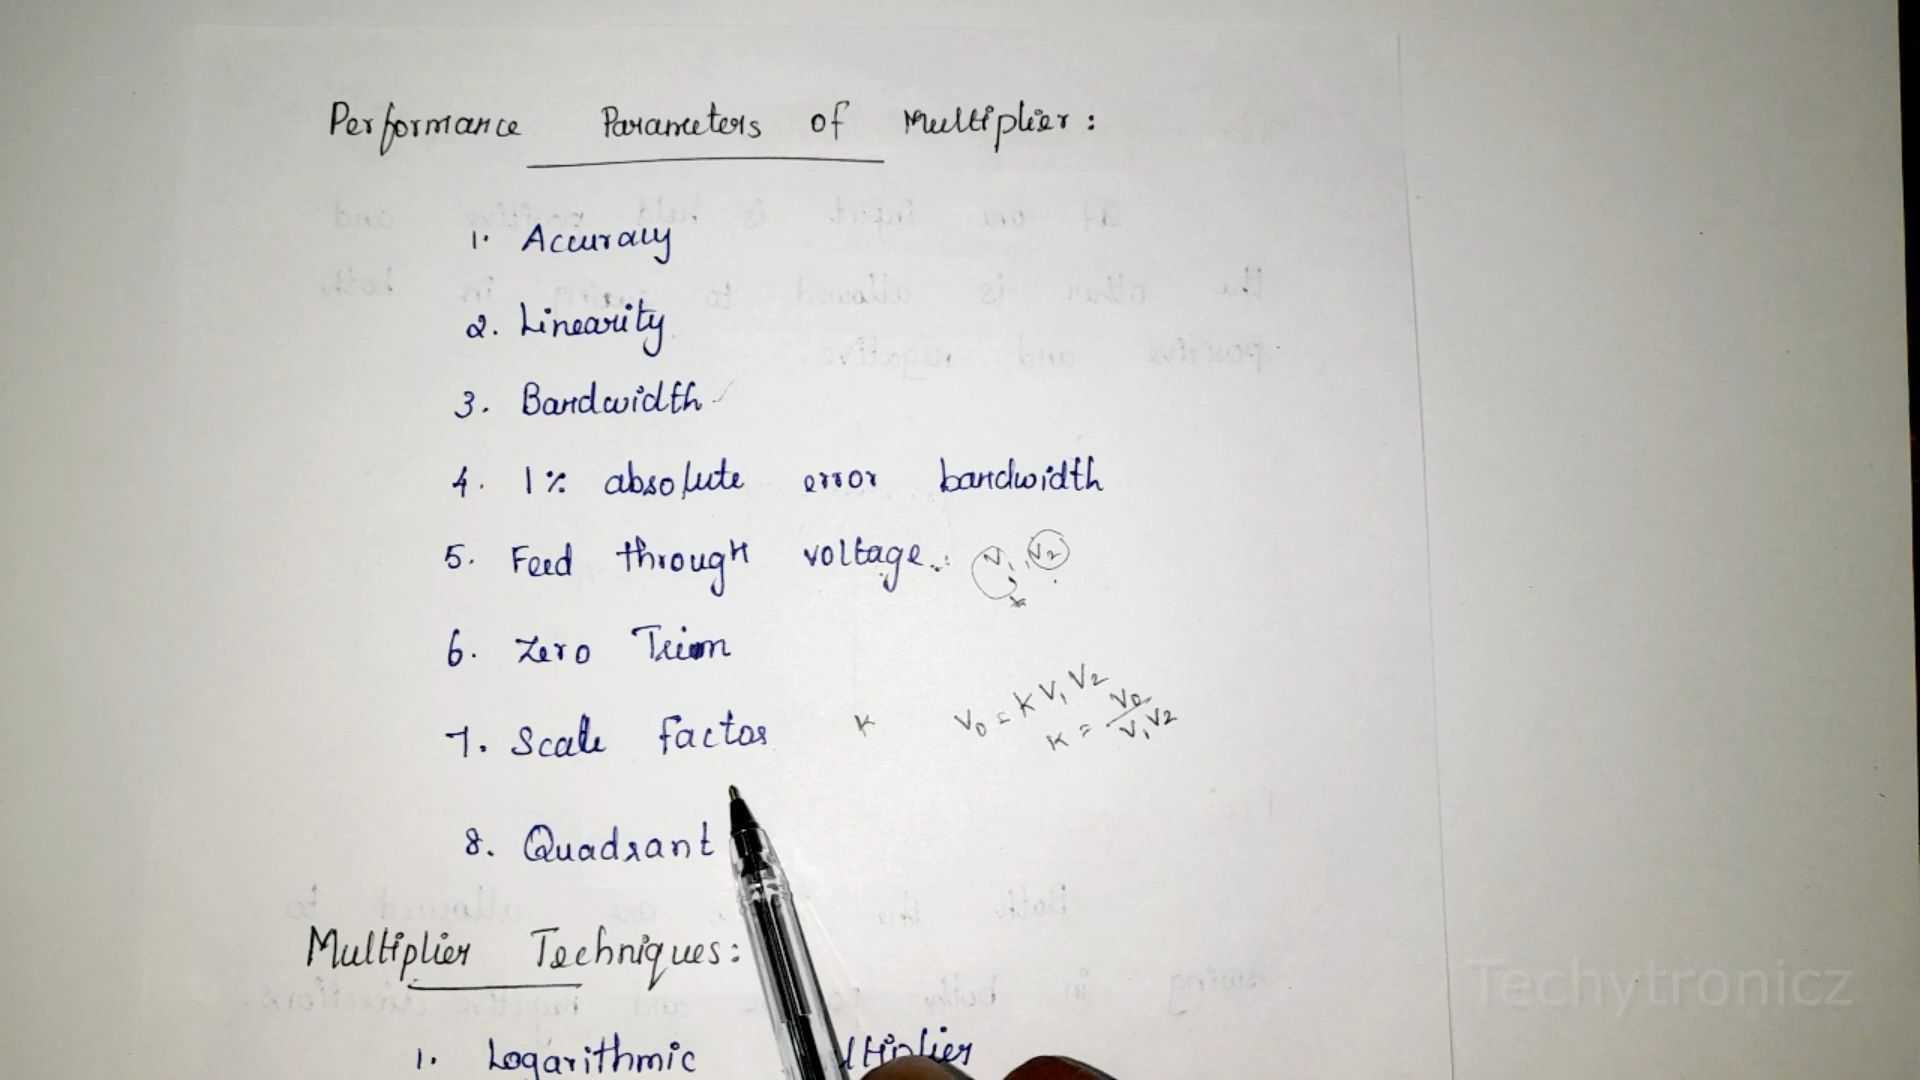 Performance Parameters of Multiplier:
1. Accuracy
2. Linearity
3. Bandwidth
4. 1% absolute error bandwidth
5. Feed through voltage.: V1, V2
6. Zero Trim
7. Scale factor K V0 = K V1 V2
K = V0 / V1 V2
8. Quadrant
Multiplier Techniques:
Techytronicz
1. Logarithmic